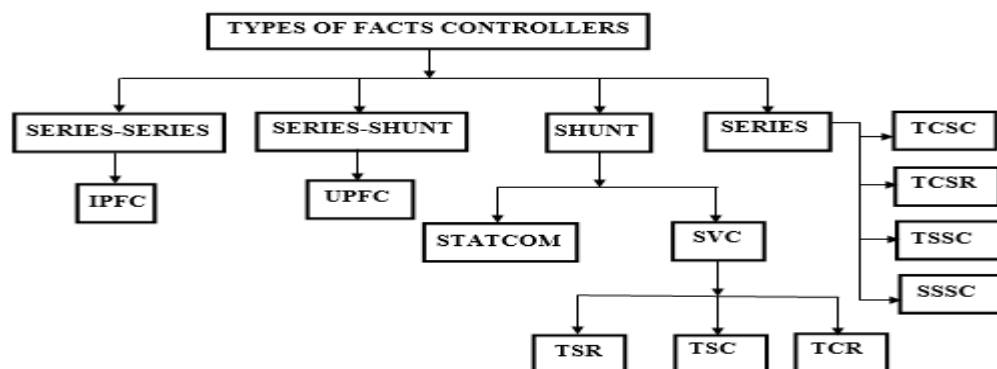 TYPES OF FACTS CONTROLLERS
SERIES-SERIES
SERIES-SHUNT
SHUNT
SERIES
TCSC
IPFC
UPFC
TCSR
STATCOM
SVC
TSSC
SSSC
TSR
TSC
TCR